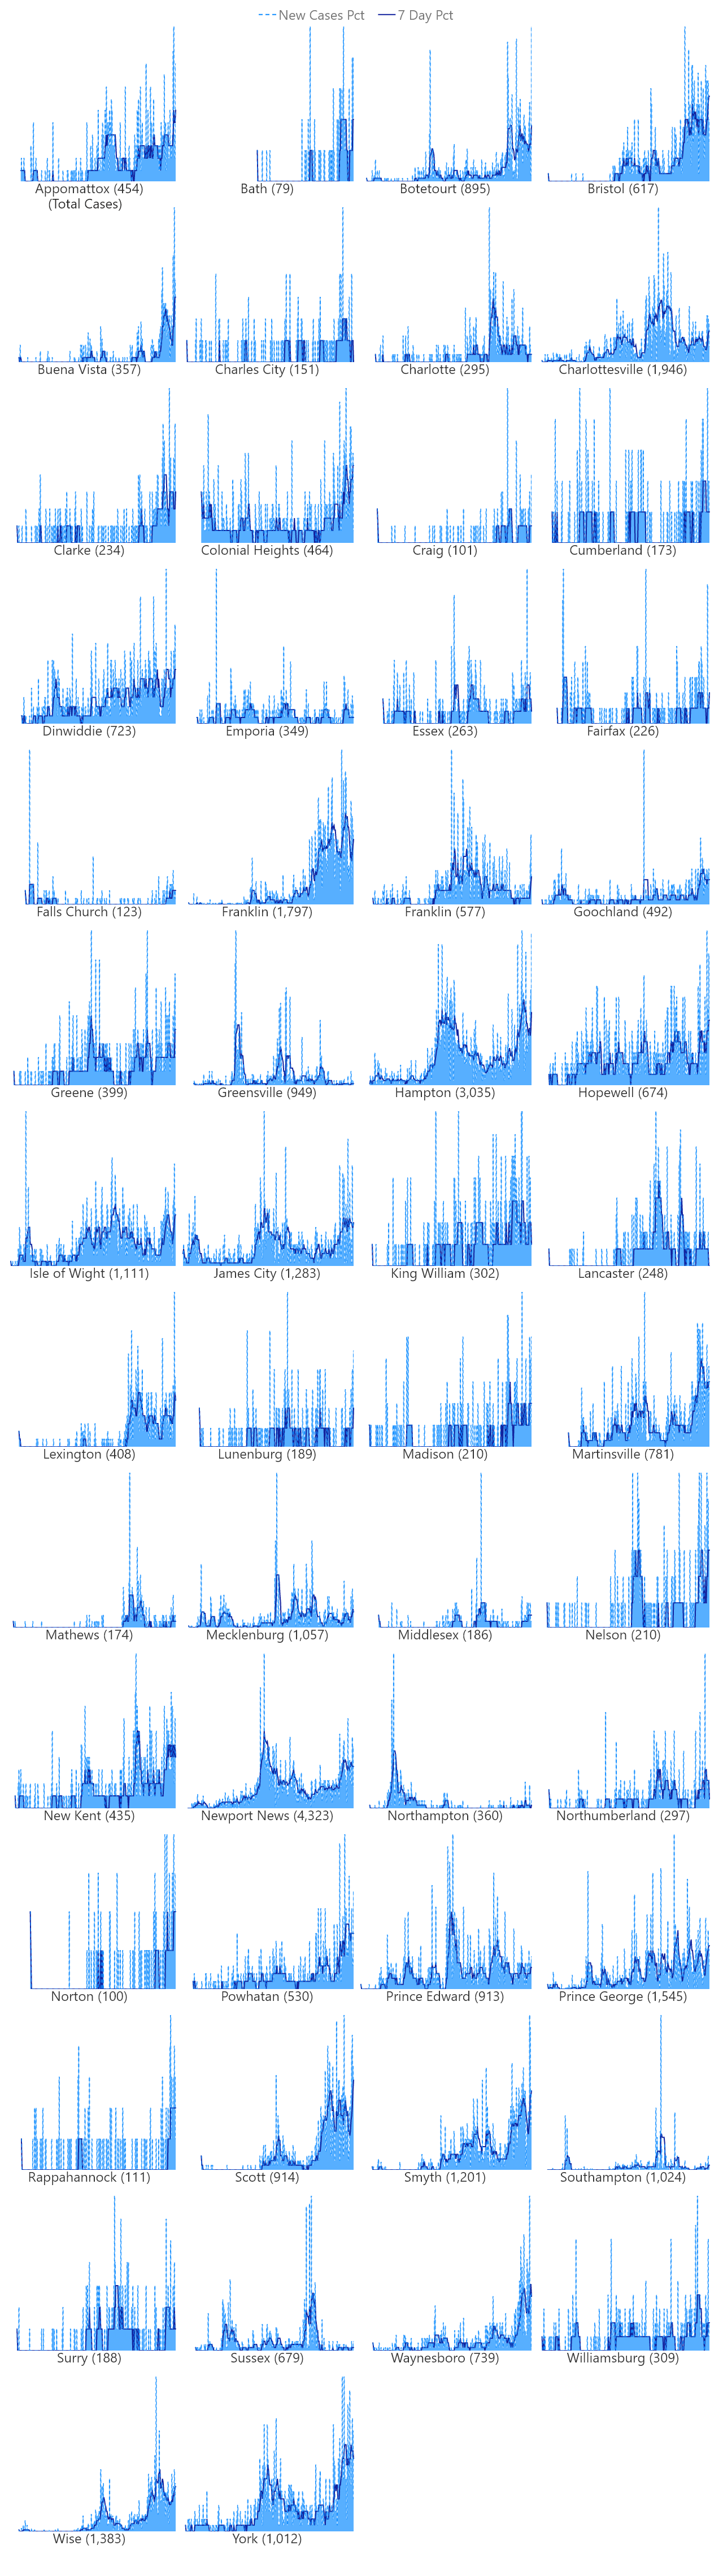 New Cases Pct 7 Day Pct
Appomattox (454) Bath (79) Botetourt (895) Bristol (617)
(Total Cases)
Buena Vista (357) Charles City (151) Charlotte (295) Charlottesville (1,946)
Clarke (234) Colonial Heights (464) Craig (101) Cumberland (173)
Dinwiddie (723) Emporia (349) Essex (263) Fairfax (226)
Falls Church (123) Franklin (1,797) Franklin (577) Goochland (492)
Greene (399) Greensville (949) Hampton (3,035) Hopewell (674)
Isle of Wight (1,111) James City (1,283) King William (302) Lancaster (248)
Lexington (408) Lunenburg (189) Madison (210) Martinsville (781)
Mathews (174) Mecklenburg (1,057) Middlesex (186) Nelson (210)
New Kent (435) Newport News (4,323) Northampton (360) Northumberland (297)
Norton (100) Powhatan (530) Prince Edward (913) Prince George (1,545)
Rappahannock (111) Scott (914) Smyth (1,201) Southampton (1,024)
Surry (188) Sussex (679) Waynesboro (739) Williamsburg (309)
Wise (1,383) York (1,012)